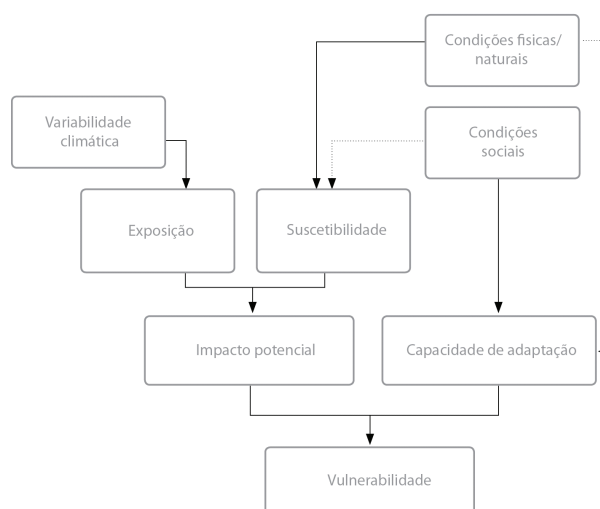 Condições fisicas/
naturais
Variabilidade
climática
Condições
sociais
Exposição
Suscetibilidade
Impacto potencial
Capacidade de adaptação
Vulnerabilidade